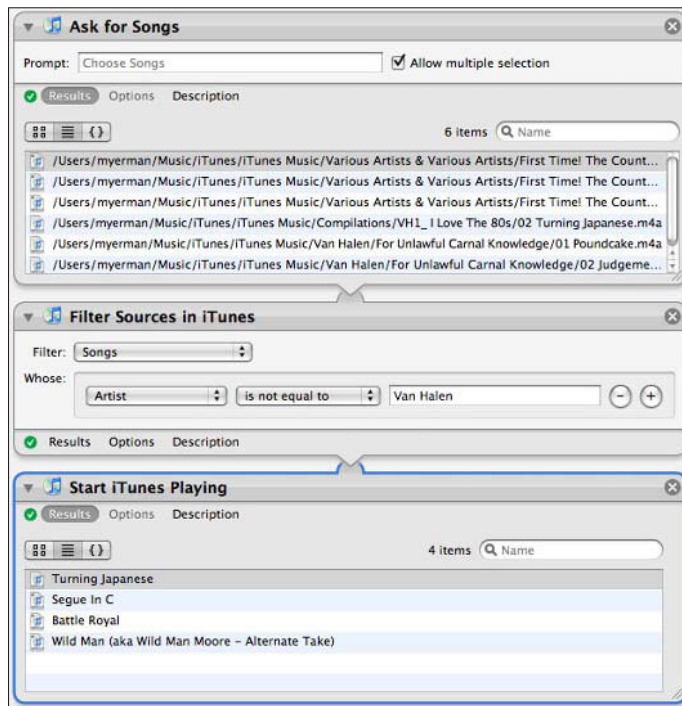 Ask for Songs
Prompt: Choose Songs Allow multiple selection
Results Options Description
6 items Name
/Users/myerman/Music/iTunes/iTunes Music/Various Artists & Various Artists/First Time! The Count...
/Users/myerman/Music/iTunes/iTunes Music/Various Artists & Various Artists/First Time! The Count...
/Users/myerman/Music/iTunes/iTunes Music/Various Artists & Various Artists/First Time! The Count...
/Users/myerman/Music/iTunes/iTunes Music/Compilations/VH1_ I Love The 80s/02 Turning Japanese.m4a
/Users/myerman/Music/iTunes/iTunes Music/Van Halen/For Unlawful Carnal Knowledge/01 Poundcake.m4a
/Users/myerman/Music/iTunes/iTunes Music/Van Halen/For Unlawful Carnal Knowledge/02 Judgeme...
Filter Sources in iTunes
Filter: Songs
Whose:
Artist is not equal to Van Halen
Results Options Description
Start iTunes Playing
Results Options Description
4 items Name
Turning Japanese
Segue In C
Battle Royal
Wild Man (aka Wild Man Moore - Alternate Take)